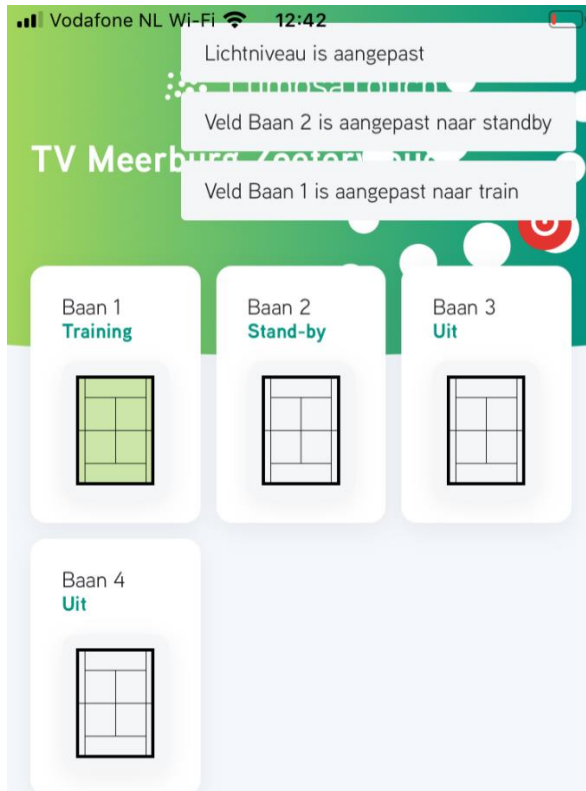 Vodafone NL Wi-Fi 12:42
Lichtniveau is aangepast
Veld Baan 2 is aangepast naar standby
TV Meerburg
Veld Baan 1 is aangepast naar train
Baan 1
Training
Baan 2
Stand-by
Baan 3
Uit
Baan 4
Uit